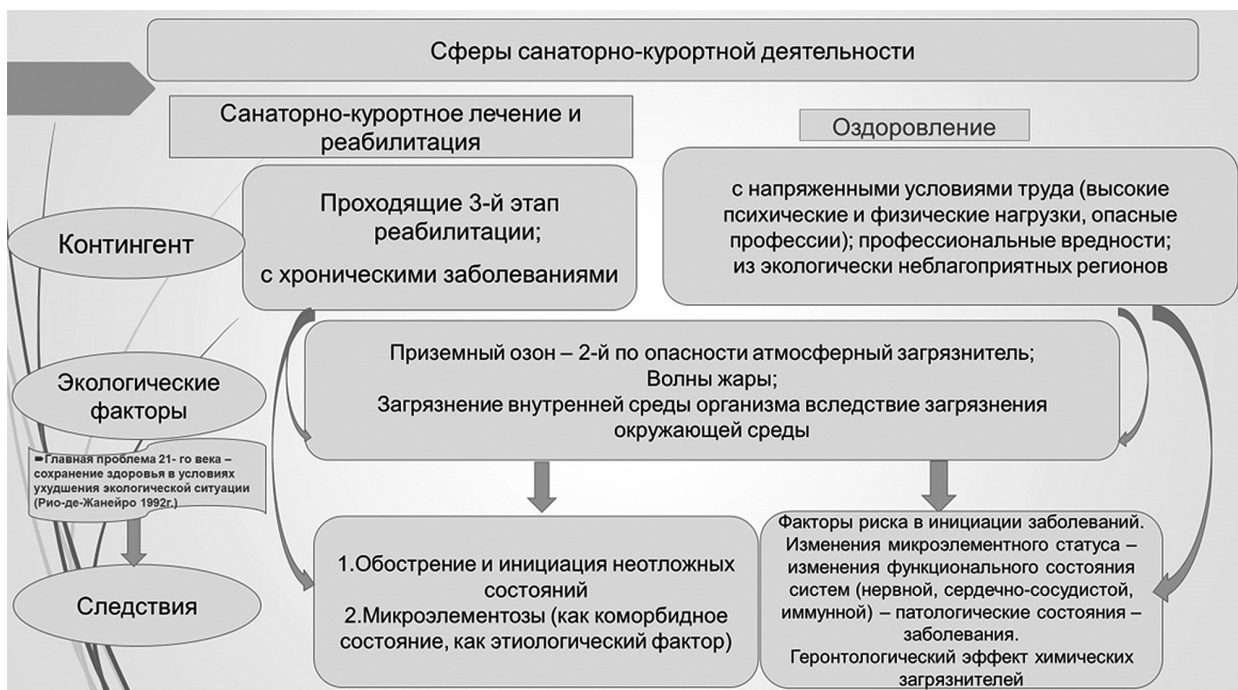 Сферы санаторно-курортной деятельности
Санаторно-курортное лечение и
реабилитация
Оздоровление
Контингент
Проходящие 3-й этап
реабилитации;
с хроническими заболеваниями
с напряженными условиями труда (высокие
психические и физические нагрузки, опасные
профессии); профессиональные вредности;
из экологически неблагоприятных регионов
Экологические
факторы
Приземный озон – 2-й по опасности атмосферный загрязнитель;
Волны жары;
Загрязнение внутренней среды организма вследствие загрязнения
окружающей среды
Главная проблема 21- го века –
сохранение здоровья в условиях
ухудшения экологической ситуации
(Рио-де-Жанейро 1992г.)
Следствия
1.Обострение и инициация неотложных
состояний
2.Микроэлементозы (как коморбидное
состояние, как этиологический фактор)
Факторы риска в инициации заболеваний.
Изменения микроэлементного статуса –
изменения функционального состояния
систем (нервной, сердечно-сосудистой,
иммунной) – патологические состояния –
заболевания.
Геронтологический эффект химических
загрязнителей